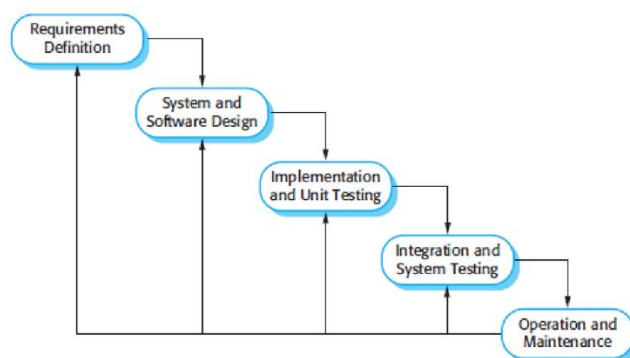 Requirements
Definition
System and
Software Design
Implementation
and Unit Testing
Integration and
System Testing
Operation and
Maintenance